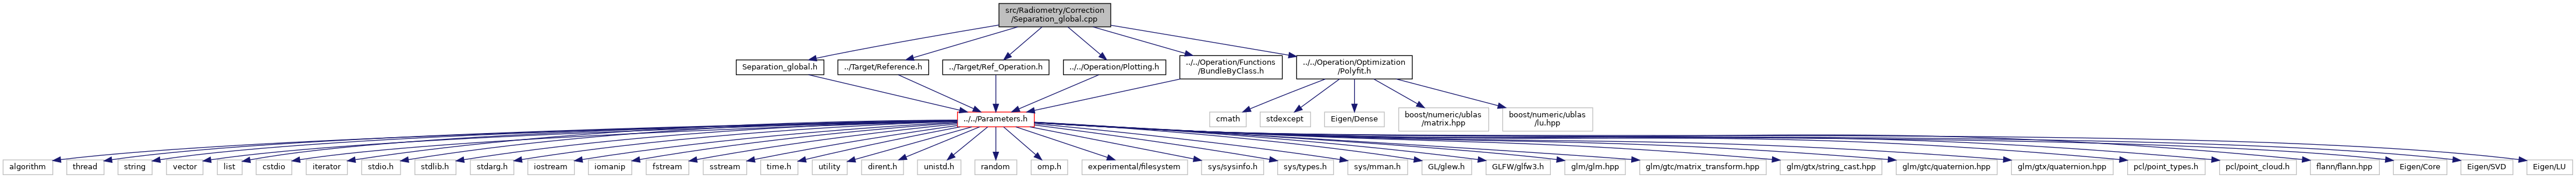 src/Radiometry/Correction
/Separation_global.cpp
Separation_global.h
../Target/Reference.h
../Target/Ref_Operation.h
../../Operation/Plotting.h
../../Operation/Functions
/BundleByClass.h
../../Operation/Optimization
/Polyfit.h
../../Parameters.h
cmath
stdexcept
Eigen/Dense
boost/numeric/ublas
/matrix.hpp
boost/numeric/ublas
/lu.hpp
algorithm
thread
string
vector
list
cstdio
iterator
stdio.h
stdlib.h
stdarg.h
iostream
iomanip
fstream
sstream
time.h
utility
dirent.h
unistd.h
random
omp.h
experimental/filesystem
sys/sysinfo.h
sys/types.h
sys/mman.h
GL/glew.h
GLFW/glfw3.h
glm/glm.hpp
glm/gtc/matrix_transform.hpp
glm/gtx/string_cast.hpp
glm/gtc/quaternion.hpp
glm/gtx/quaternion.hpp
pcl/point_types.h
pcl/point_cloud.h
flann/flann.hpp
Eigen/Core
Eigen/SVD
Eigen/LU